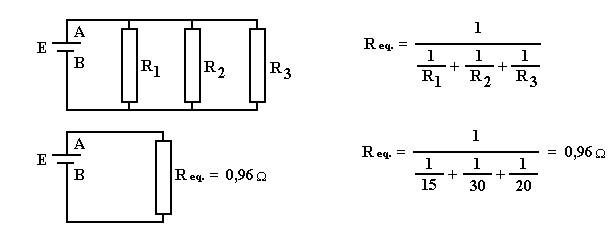 A
E
B
R1
R2
R3
R eq. = 1 / (1/R1 + 1/R2 + 1/R3)
A
E
B
R eq. = 0,96 Ω
R eq. = 1 / (1/15 + 1/30 + 1/20) = 0,96 Ω